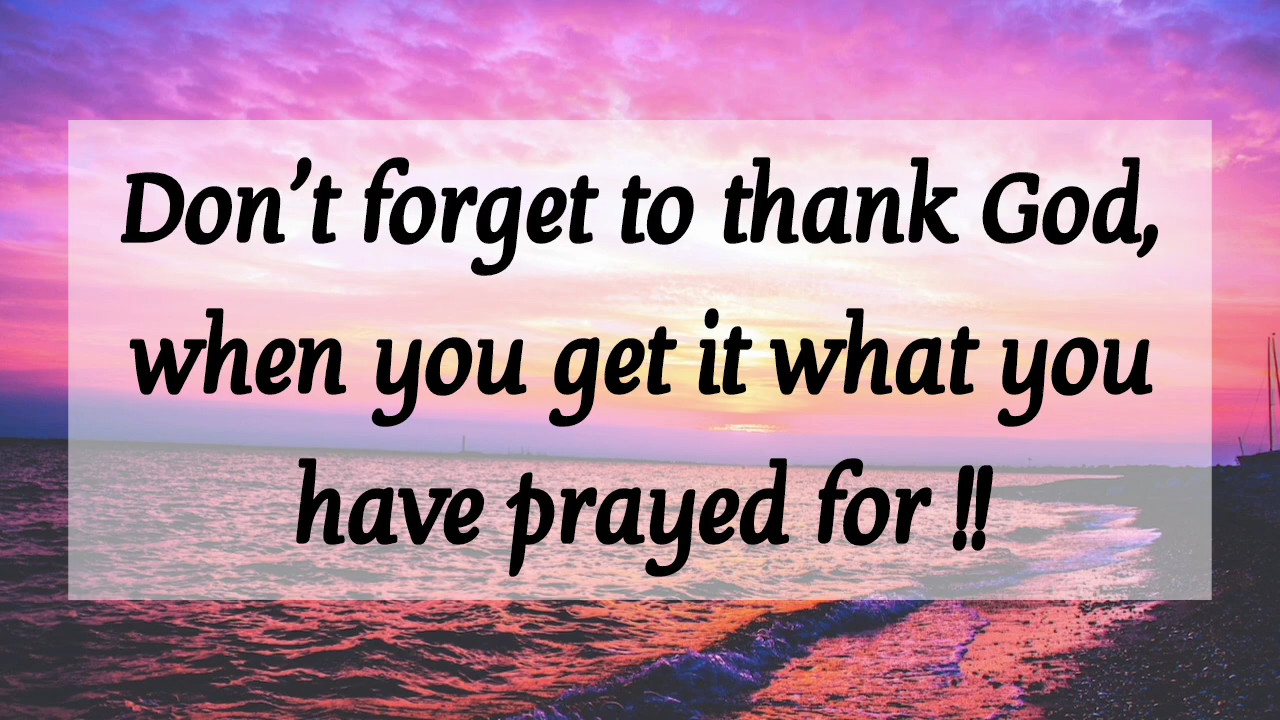 Don’t forget to thank God,
when you get it what you
have prayed for !!